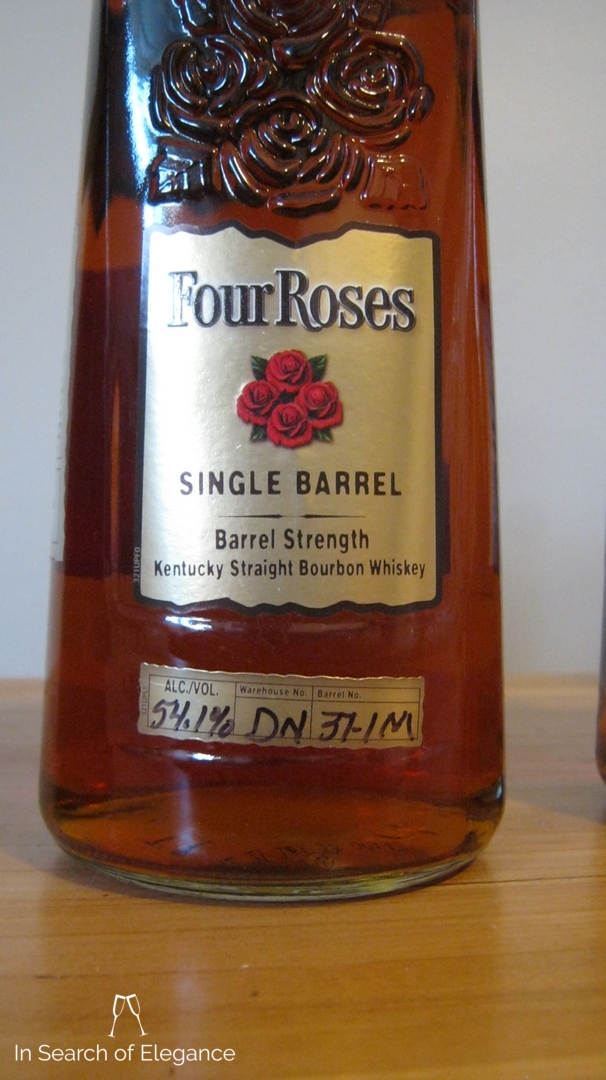 Four Roses
SINGLE BARREL
Barrel Strength
Kentucky Straight Bourbon Whiskey
ALC./VOL. Warehouse No. Barrel No.
54.1% DN 37-1M
In Search of Elegance